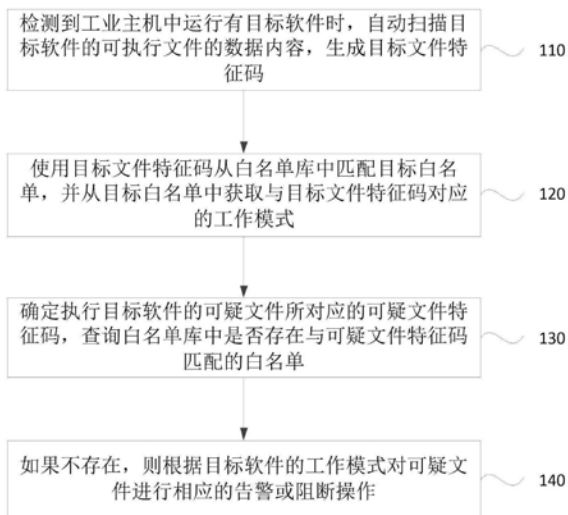 检测到工业主机中运行有目标软件时，自动扫描目
标软件的可执行文件的数据内容，生成目标文件特
征码
110
使用目标文件特征码从白名单库中匹配目标白名
单，并从目标白名单中获取与目标文件特征码对应
的工作模式
120
确定执行目标软件的可疑文件所对应的可疑文件特
征码，查询白名单库中是否存在与可疑文件特征码
匹配的白名单
130
如果不存在，则根据目标软件的工作模式对可疑文
件进行相应的告警或阻断操作
140